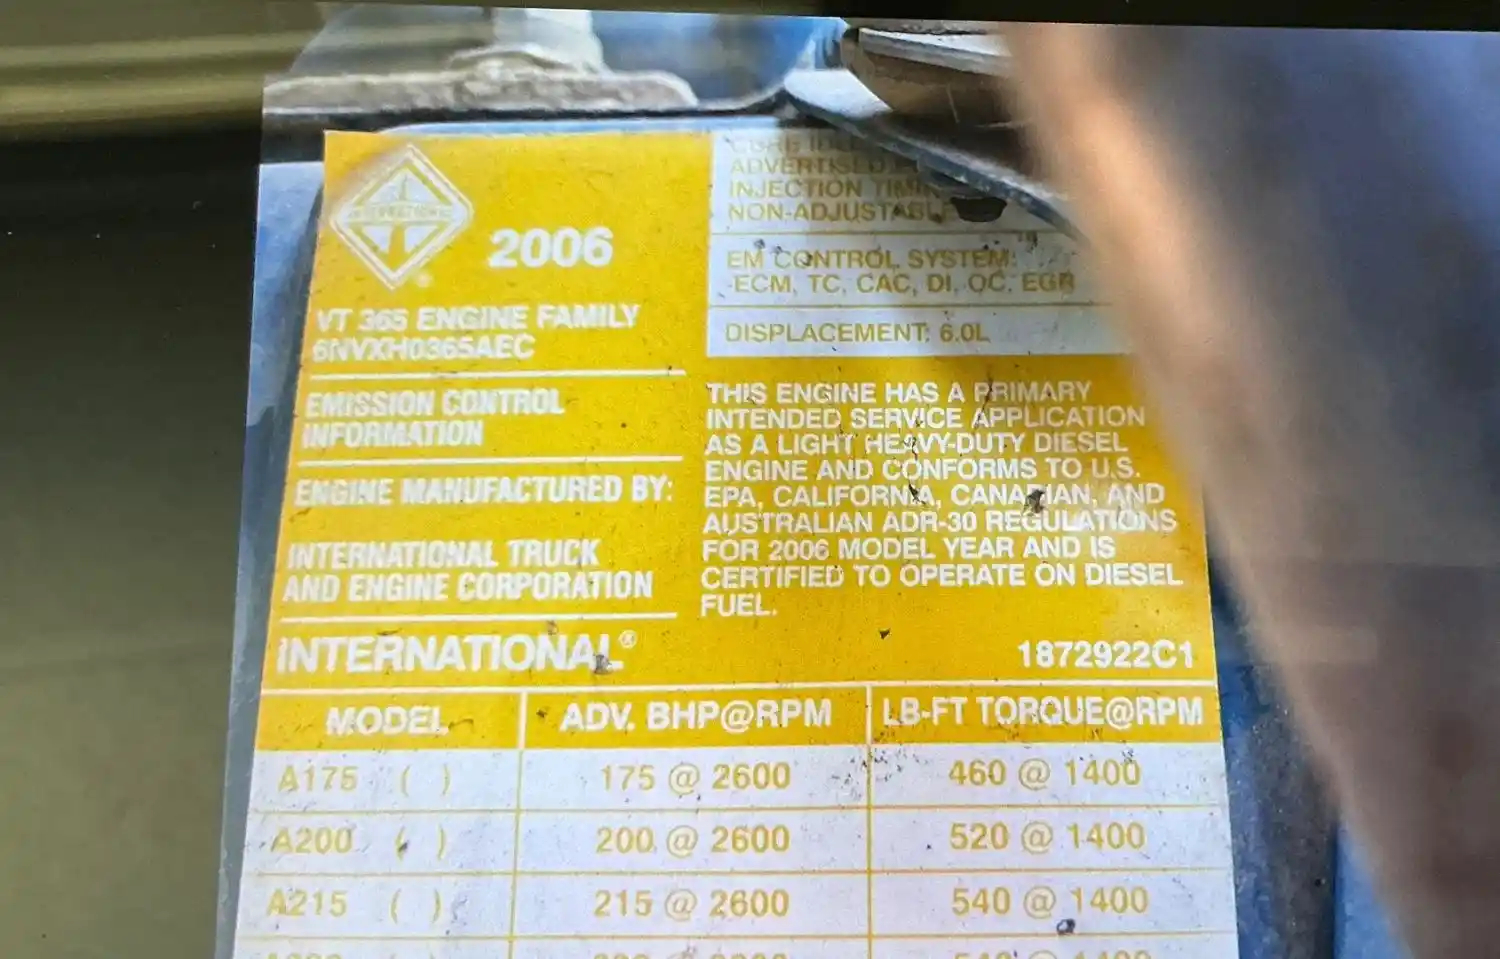 INTERNATIONAL
®
2006
VT 365 ENGINE FAMILY
6NVXH0365AEC
EMISSION CONTROL
INFORMATION
ENGINE MANUFACTURED BY:
INTERNATIONAL TRUCK
AND ENGINE CORPORATION
INTERNATIONAL®
ADVERTISED
INJECTION
NON-ADJUSTABLE
EM CONTROL SYSTEM:
ECM, TC, CAC, DI, OC, EGR
DISPLACEMENT: 6.0L
THIS ENGINE HAS A PRIMARY
INTENDED SERVICE APPLICATION
AS A LIGHT HEAVY-DUTY DIESEL
ENGINE AND CONFORMS TO U.S.
EPA, CALIFORNIA, CANADIAN, AND
AUSTRALIAN ADR-30 REGULATIONS
FOR 2006 MODEL YEAR AND IS
CERTIFIED TO OPERATE ON DIESEL
FUEL.
1872922C1
MODEL ADV. BHP@RPM LB-FT TORQUE@RPM
A175 ( ) 175 @ 2600 460 @ 1400
A200 ( ) 200 @ 2600 520 @ 1400
A215 ( ) 215 @ 2600 540 @ 1400